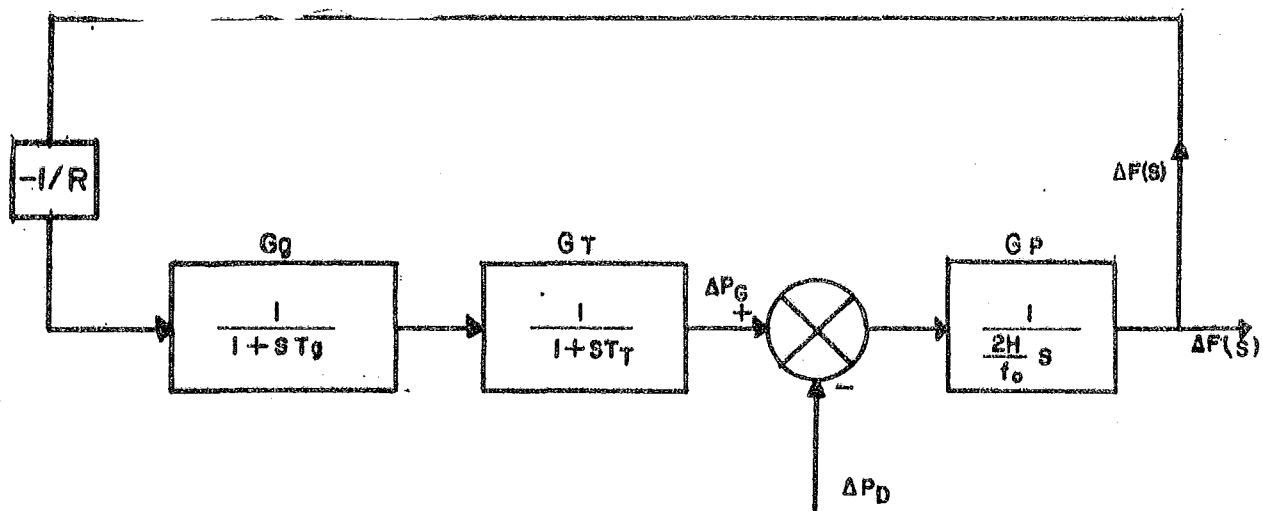 -1/R
ΔF(S)
Gg
GT
GP
ΔPG
+
1
1+STg
1
1+STT
1
2H
fo
S
ΔF(S)
-
ΔPD